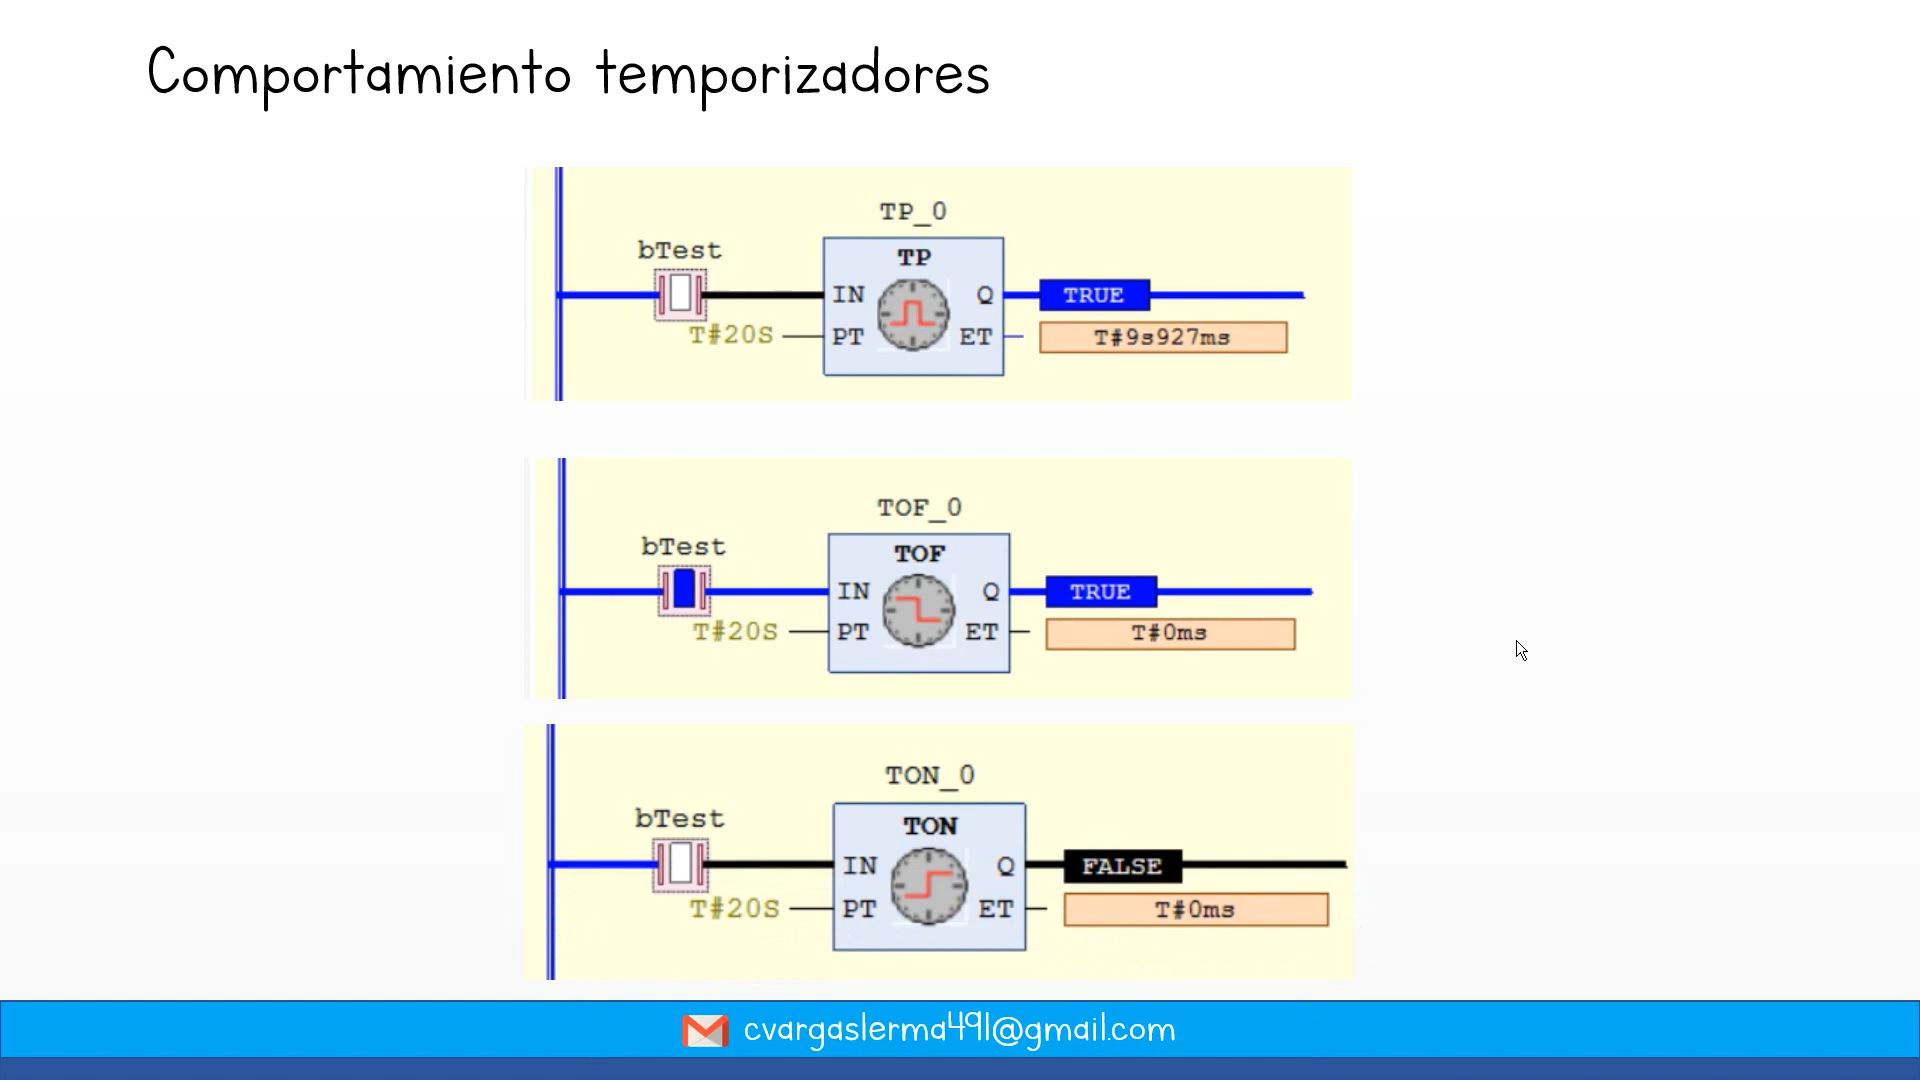 Comportamiento temporizadores
TP_0
bTest
TP
IN
Q
TRUE
T#20S
PT
ET
T#9s927ms
TOF_0
bTest
TOF
IN
Q
TRUE
T#20S
PT
ET
T#0ms
TON_0
bTest
TON
IN
Q
FALSE
T#20S
PT
ET
T#0ms
cvargaslerma491@gmail.com